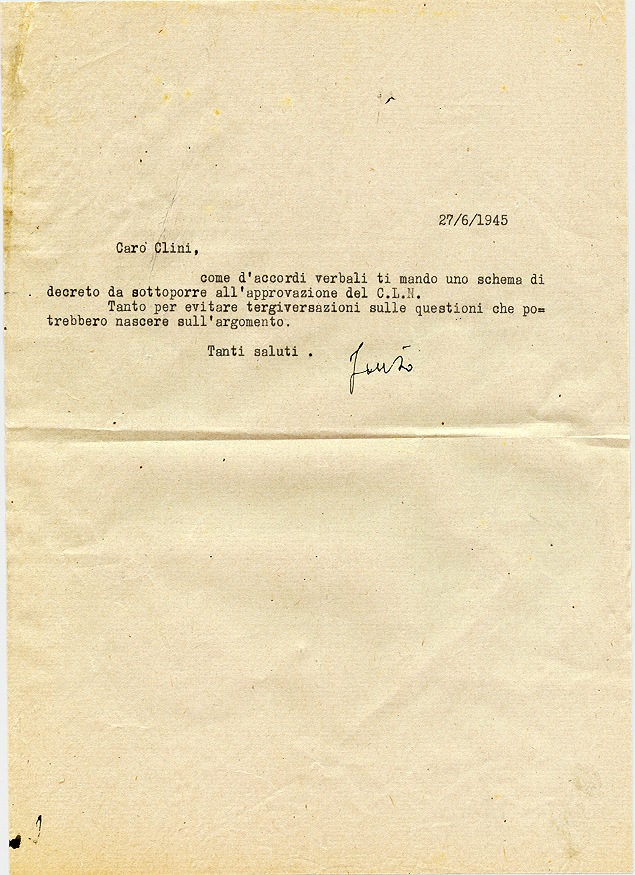 27/6/1945
Caro Clini,
come d'accordi verbali ti mando uno schema di
decreto da sottoporre all'approvazione del C.L.N.
Tanto per evitare tergiversazioni sulle questioni che po=
trebbero nascere sull'argomento.
Tanti saluti .